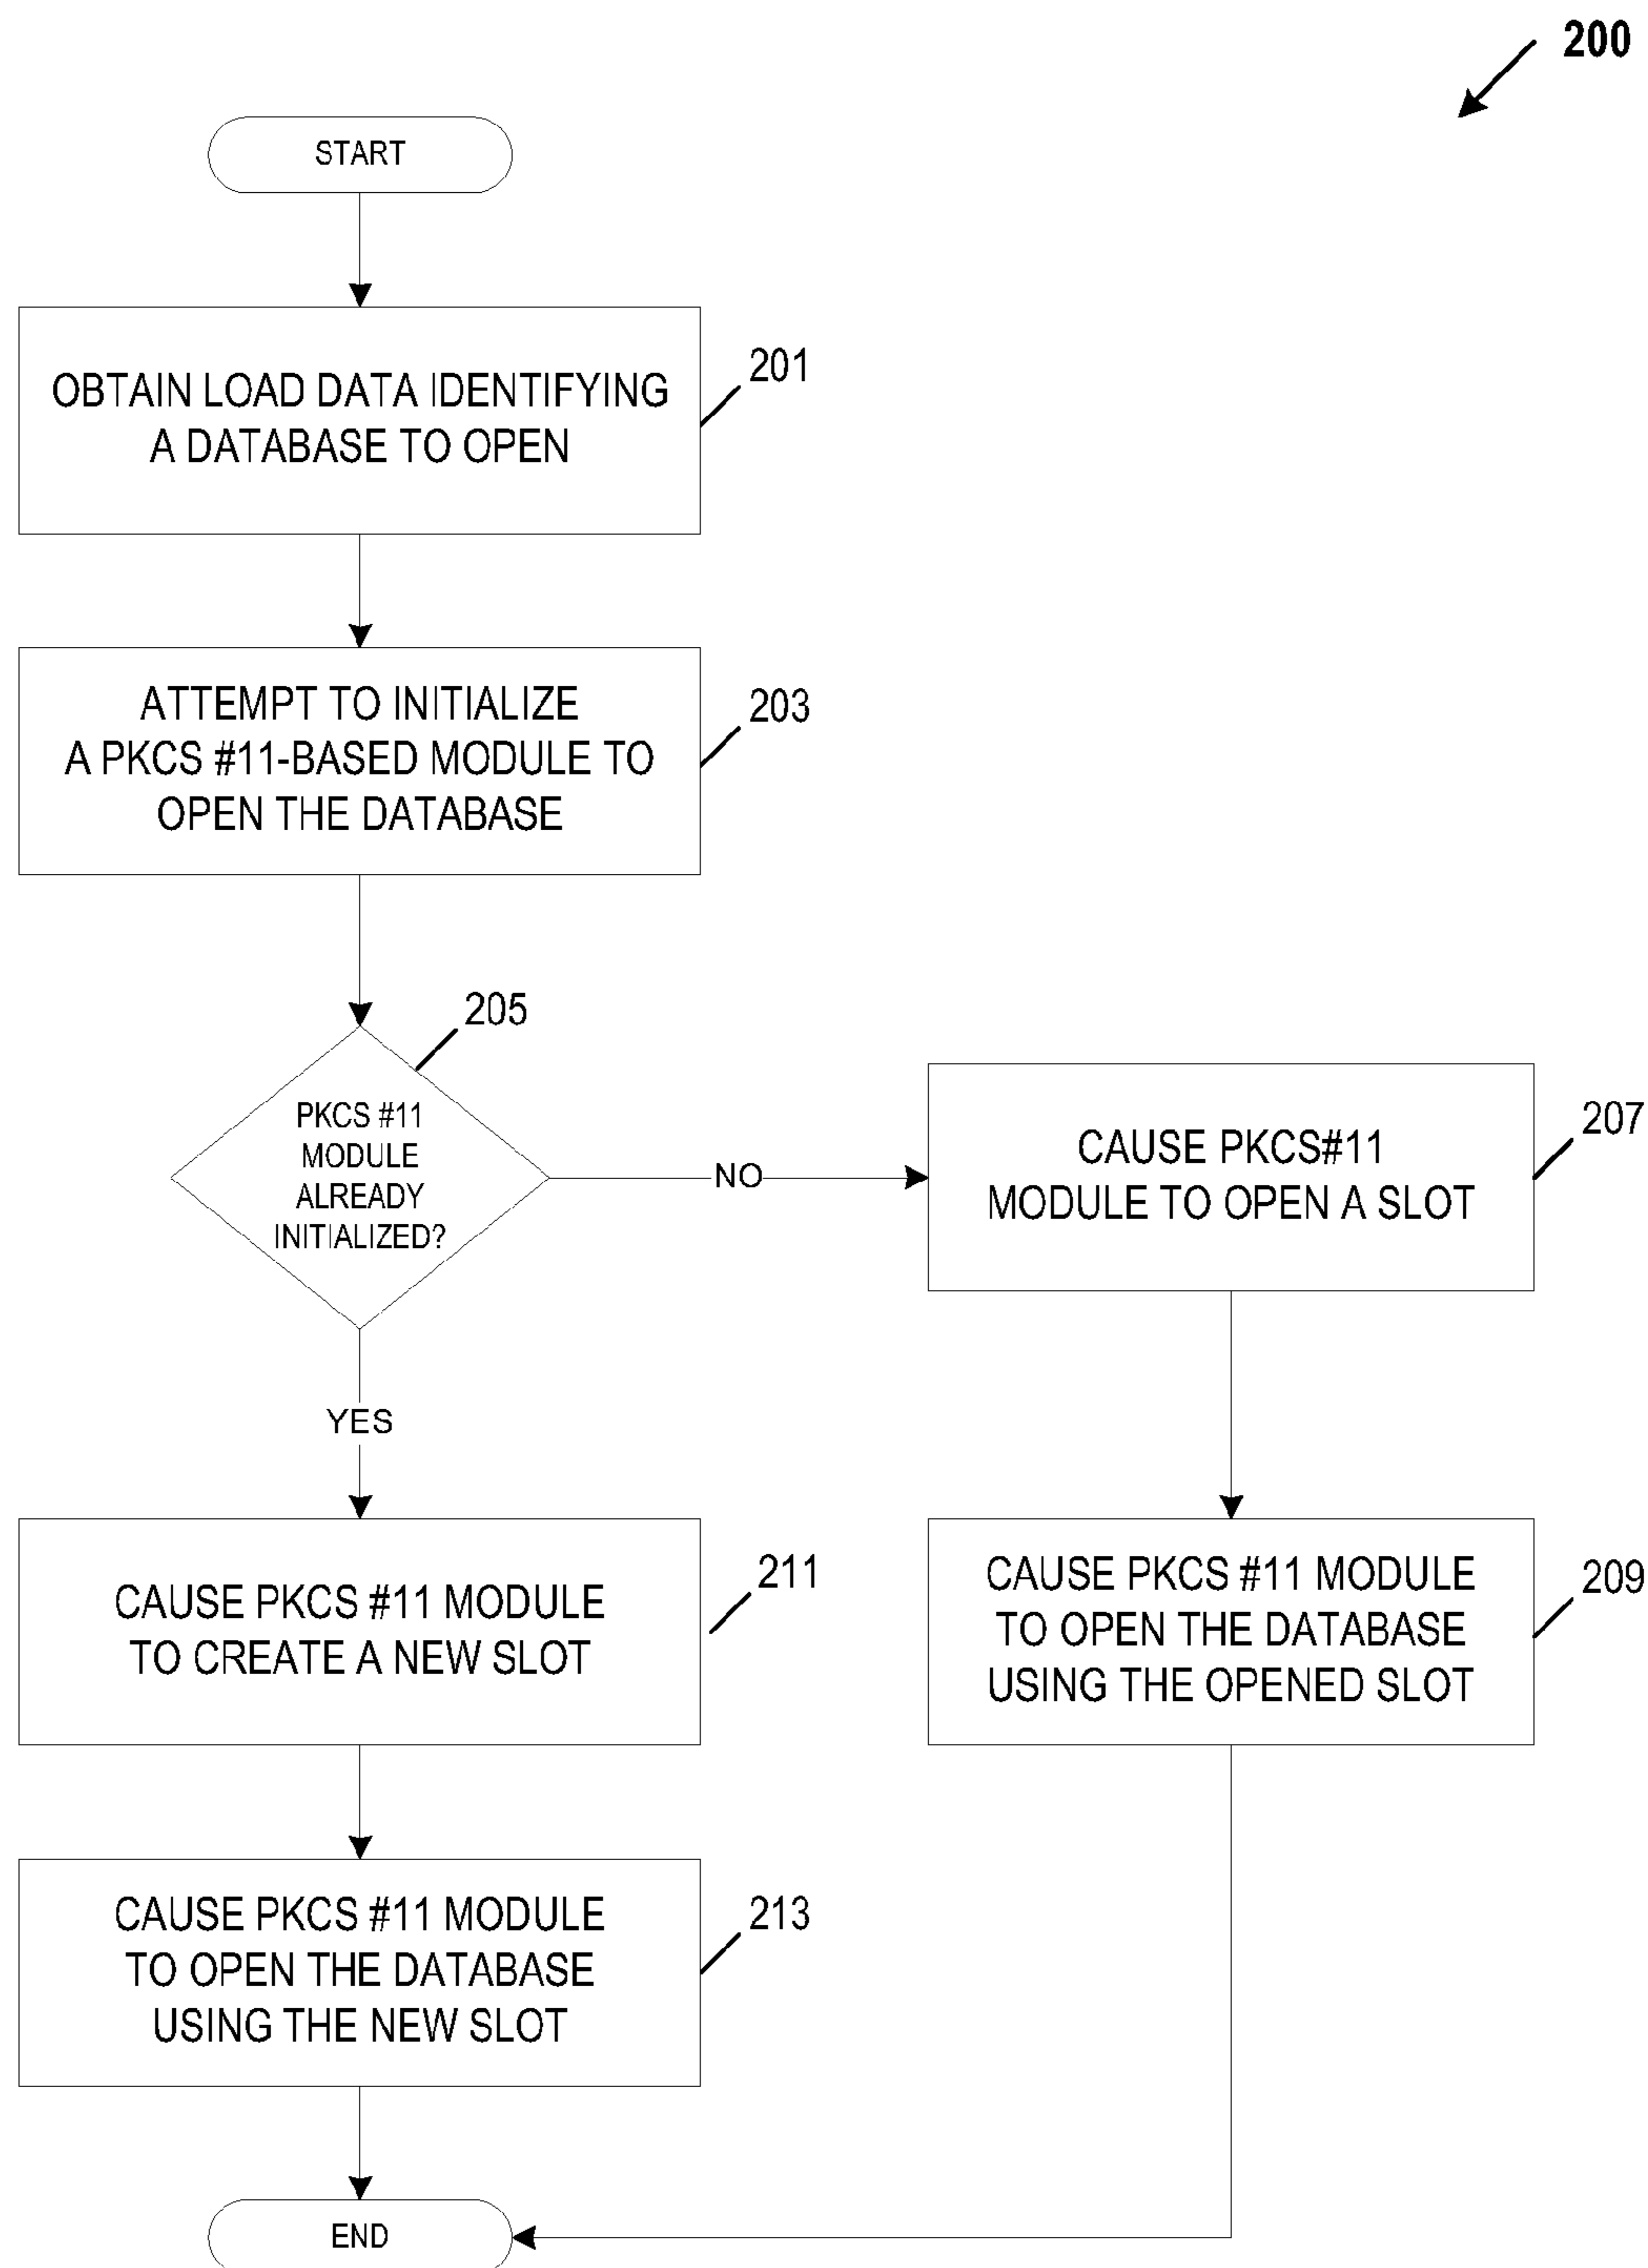 200
START
OBTAIN LOAD DATA IDENTIFYING
A DATABASE TO OPEN
201
ATTEMPT TO INITIALIZE
A PKCS #11-BASED MODULE TO
OPEN THE DATABASE
203
205
PKCS #11
MODULE
ALREADY
INITIALIZED?
NO
CAUSE PKCS#11
MODULE TO OPEN A SLOT
207
YES
CAUSE PKCS #11 MODULE
TO CREATE A NEW SLOT
211
CAUSE PKCS #11 MODULE
TO OPEN THE DATABASE
USING THE OPENED SLOT
209
CAUSE PKCS #11 MODULE
TO OPEN THE DATABASE
USING THE NEW SLOT
213
END